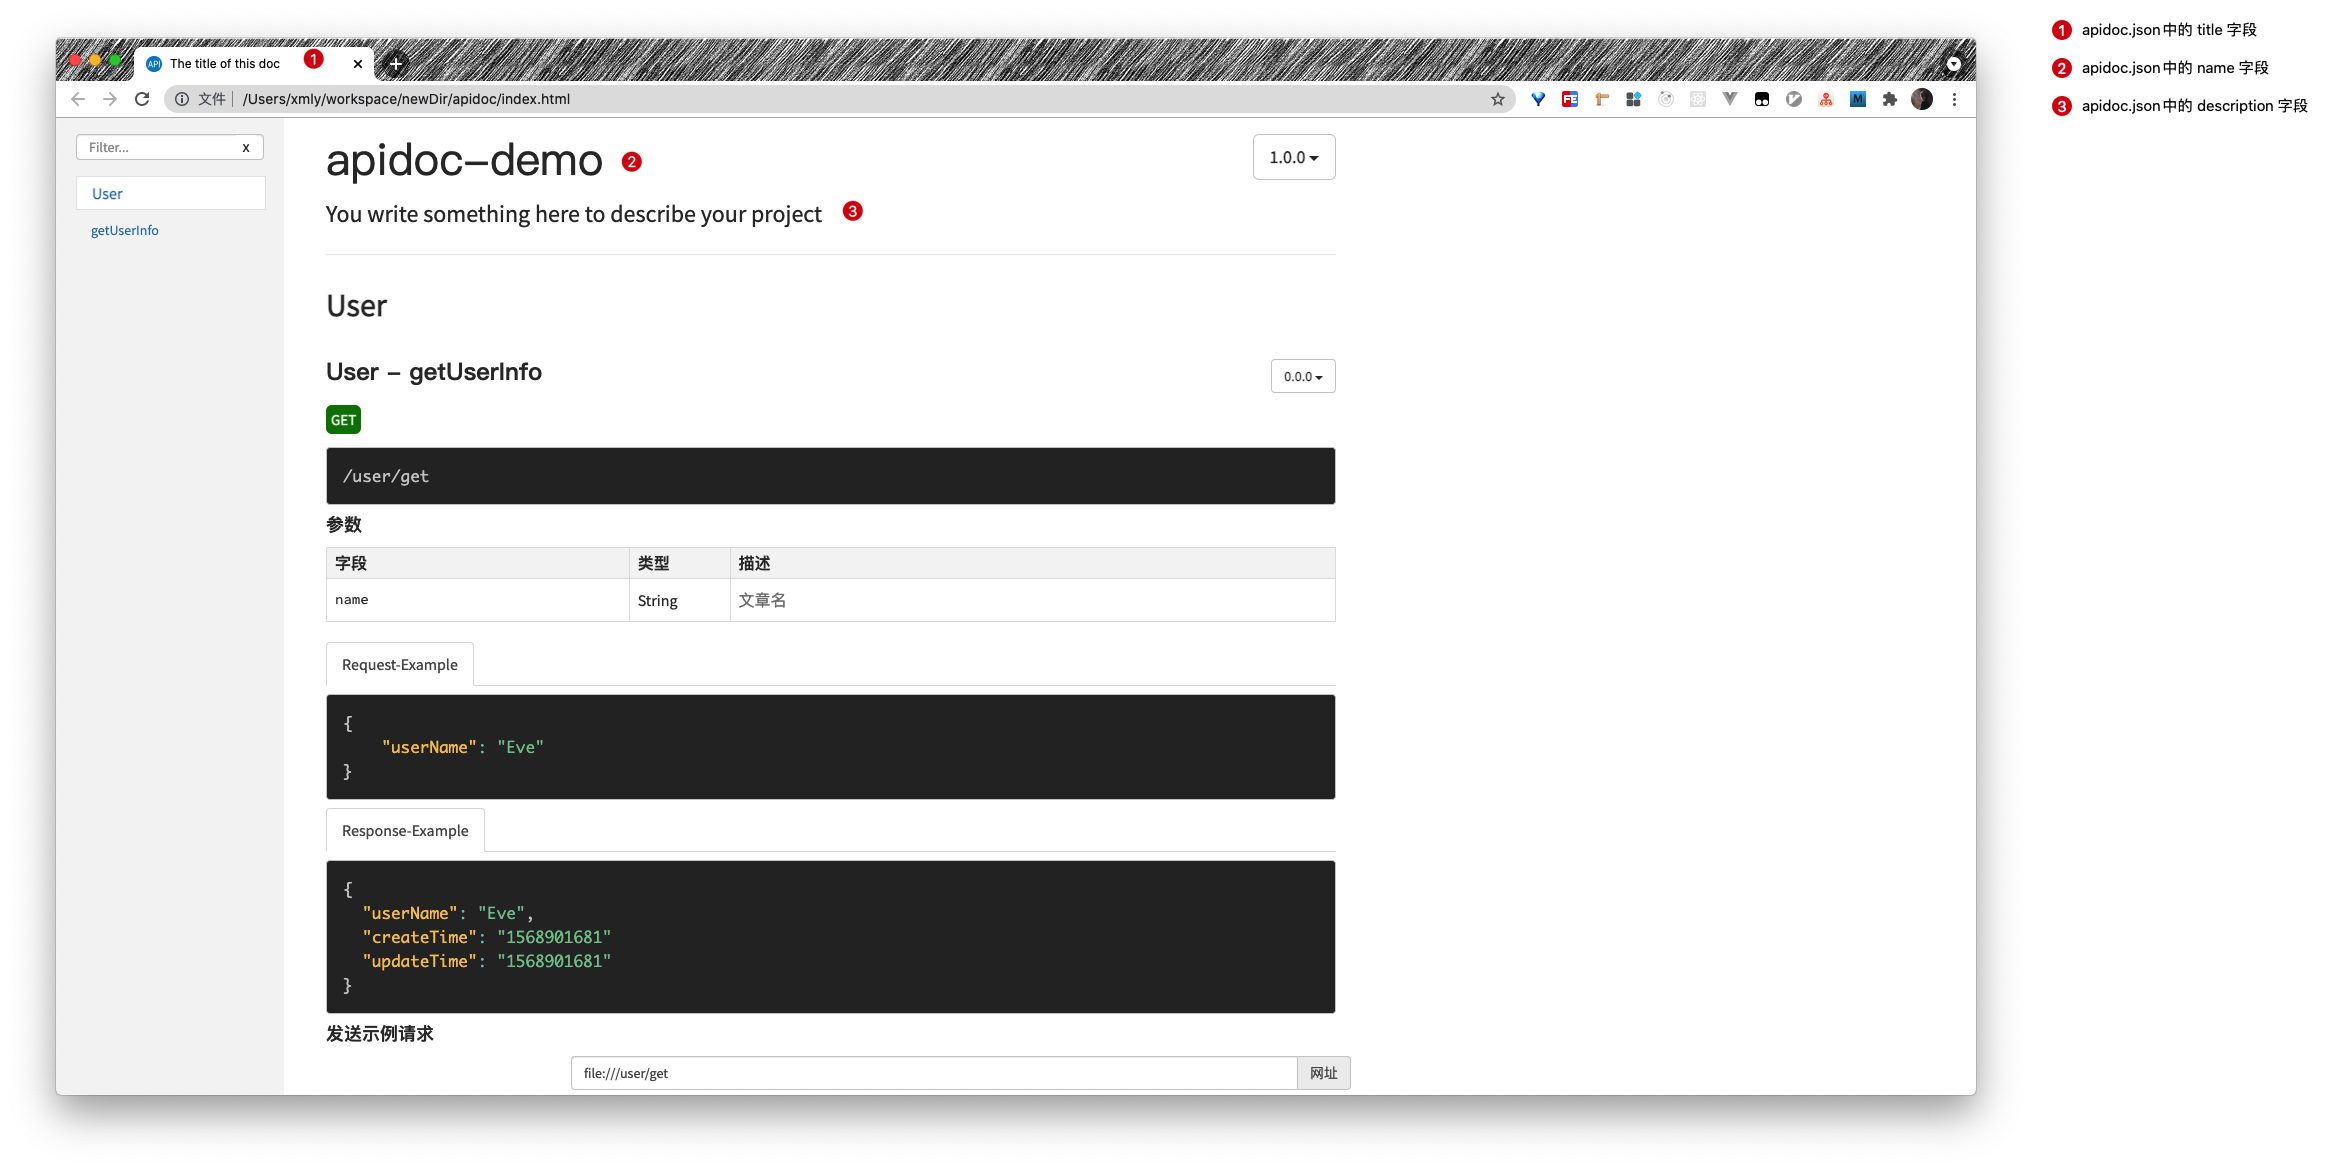 API The title of this doc 1 × +
文件 /Users/xmly/workspace/newDir/apidoc/index.html
Filter... x
User
getUserInfo
apidoc-demo 2
1.0.0
You write something here to describe your project 3
User
User - getUserInfo
0.0.0
GET
/user/get
参数
字段 类型 描述
name String 文章名
Request-Example
{
"userName": "Eve"
}
Response-Example
{
"userName": "Eve",
"createTime": "1568901681"
"updateTime": "1568901681"
}
发送示例请求
file:///user/get 网址
1 apidoc.json中的 title 字段
2 apidoc.json中的 name 字段
3 apidoc.json中的 description 字段